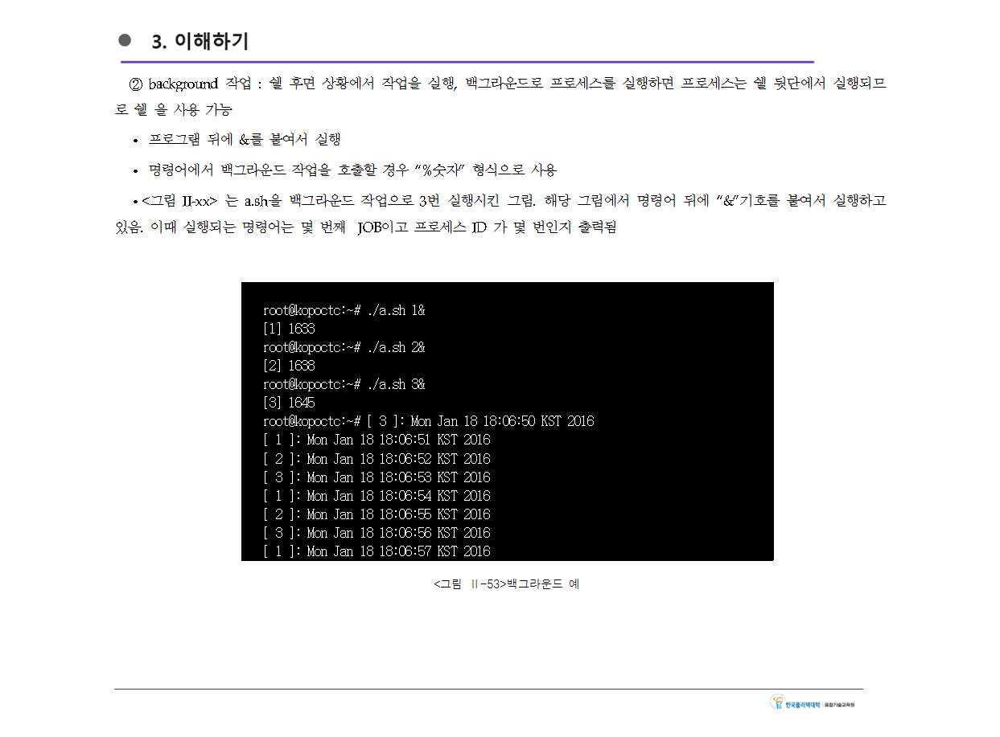 3. 이해하기
② background 작업 : 쉘 후면 상황에서 작업을 실행, 백그라운드로 프로세스를 실행하면 프로세스는 쉘 뒷단에서 실행되므
로 쉘 을 사용 가능
• 프로그램 뒤에 &를 붙여서 실행
• 명령어에서 백그라운드 작업을 호출할 경우 “%숫자” 형식으로 사용
•<그림 II-xx> 는 a.sh을 백그라운드 작업으로 3번 실행시킨 그림. 해당 그림에서 명령어 뒤에 “&”기호를 붙여서 실행하고
있음. 이때 실행되는 명령어는 몇 번째 JOB이고 프로세스 ID 가 몇 번인지 출력됨
root@kopoctc:~# ./a.sh 1&
[1] 1633
root@kopoctc:~# ./a.sh 2&
[2] 1638
root@kopoctc:~# ./a.sh 3&
[3] 1645
root@kopoctc:~# [ 3 ]: Mon Jan 18 18:06:50 KST 2016
[ 1 ]: Mon Jan 18 18:06:51 KST 2016
[ 2 ]: Mon Jan 18 18:06:52 KST 2016
[ 3 ]: Mon Jan 18 18:06:53 KST 2016
[ 1 ]: Mon Jan 18 18:06:54 KST 2016
[ 2 ]: Mon Jan 18 18:06:55 KST 2016
[ 3 ]: Mon Jan 18 18:06:56 KST 2016
[ 1 ]: Mon Jan 18 18:06:57 KST 2016
<그림 Ⅱ-53>백그라운드 예
한국폴리텍대학 | 융합기술교육원